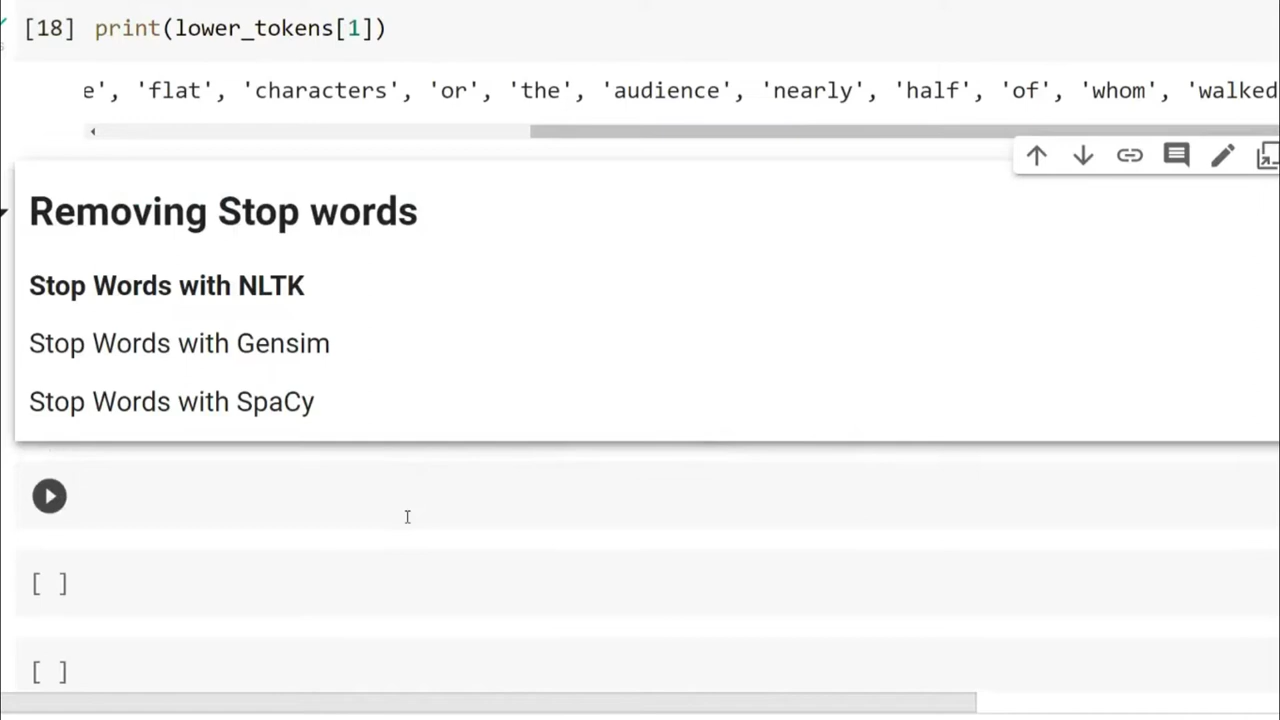 [18] print(lower_tokens[1])
e', 'flat', 'characters', 'or', 'the', 'audience', 'nearly', 'half', 'of', 'whom', 'walked
Removing Stop words
Stop Words with NLTK
Stop Words with Gensim
Stop Words with SpaCy
[ ]
[ ]